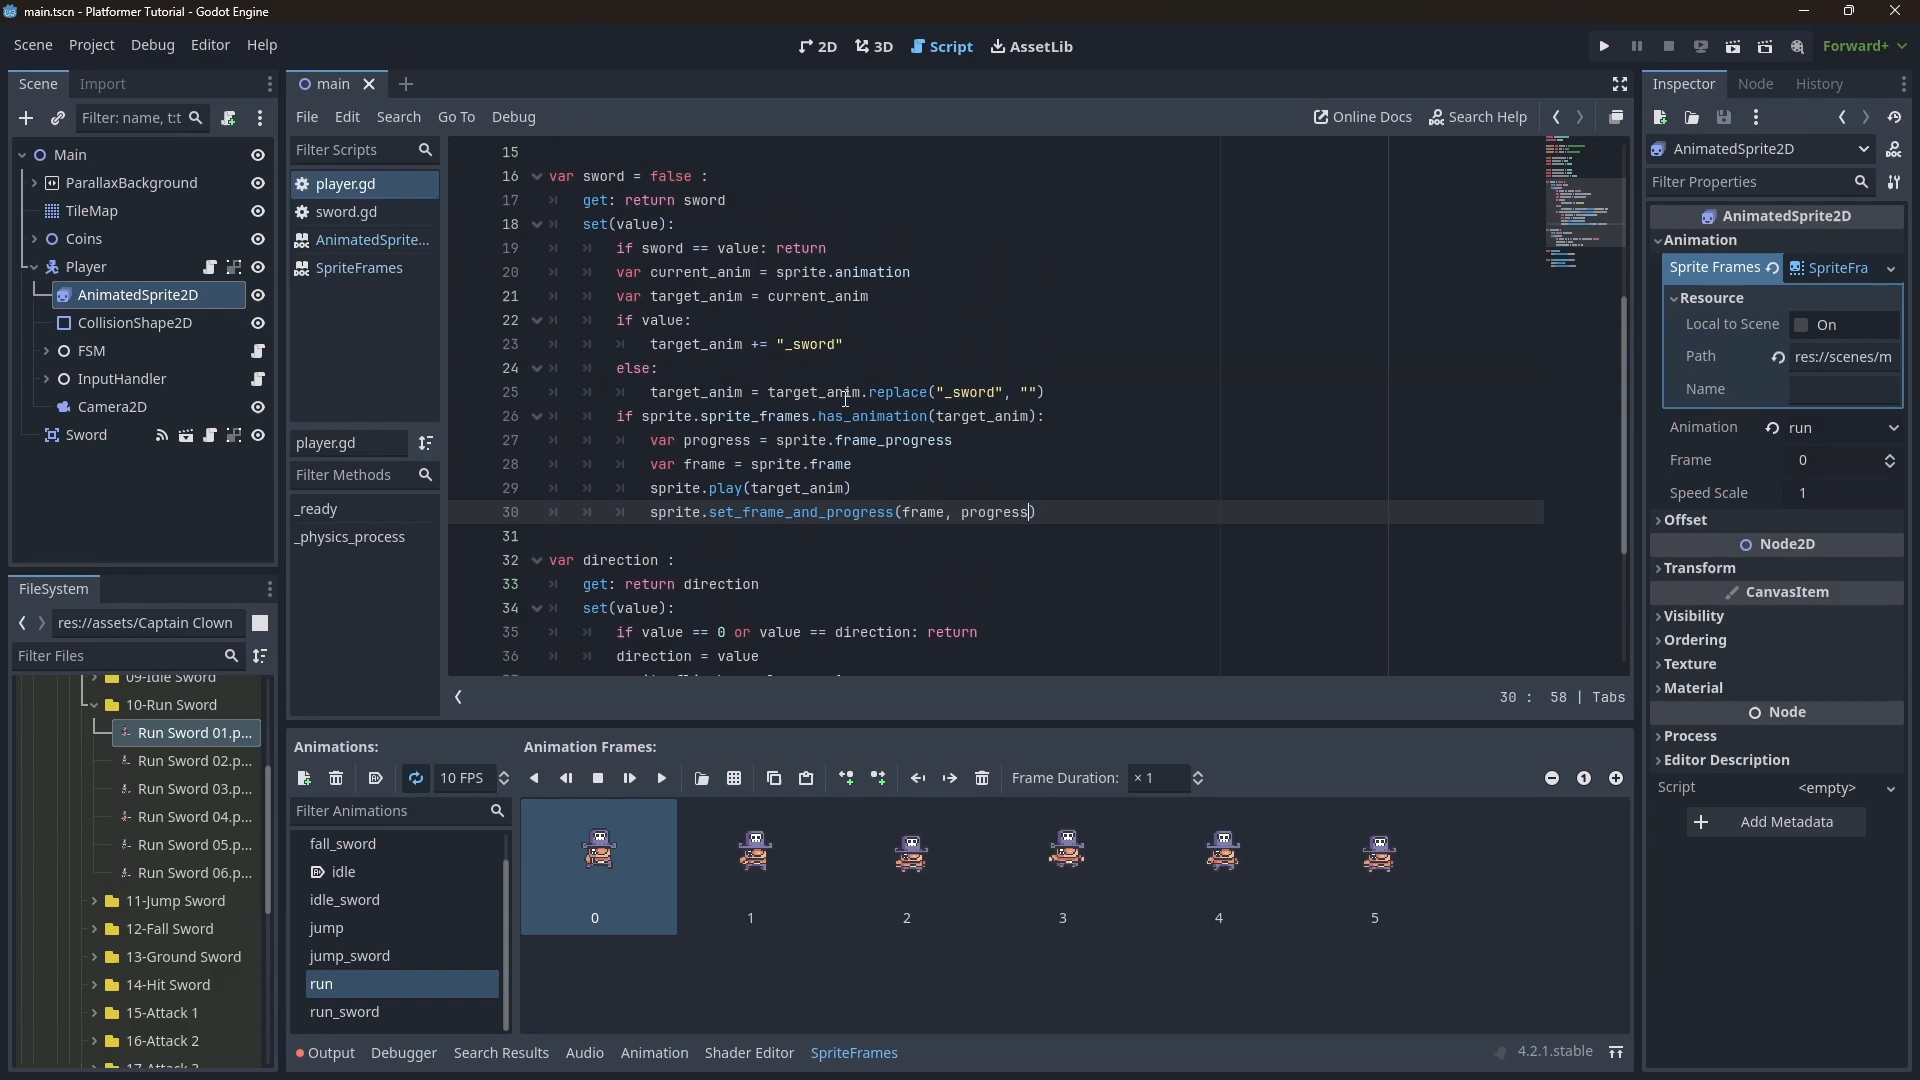 main.tscn - Platformer Tutorial - Godot Engine
Scene Project Debug Editor Help
2D 3D Script AssetLib
Forward+
Scene Import
Filter: name, t:t
Main
ParallaxBackground
TileMap
Coins
Player
AnimatedSprite2D
CollisionShape2D
FSM
InputHandler
Camera2D
Sword
FileSystem
res://assets/Captain Clown
Filter Files
09-Idle Sword
10-Run Sword
Run Sword 01.p...
Run Sword 02.p...
Run Sword 03.p...
Run Sword 04.p...
Run Sword 05.p...
Run Sword 06.p...
11-Jump Sword
12-Fall Sword
13-Ground Sword
14-Hit Sword
15-Attack 1
16-Attack 2
17-Attack 3
main
File Edit Search Go To Debug
Online Docs Search Help
Filter Scripts
player.gd
sword.gd
AnimatedSprite...
SpriteFrames
player.gd
Filter Methods
_ready
_physics_process
15
16 var sword = false :
17 get: return sword
18 set(value):
19 if sword == value: return
20 var current_anim = sprite.animation
21 var target_anim = current_anim
22 if value:
23 target_anim += "_sword"
24 else:
25 target_anim = target_anim.replace("_sword", "")
26 if sprite.sprite_frames.has_animation(target_anim):
27 var progress = sprite.frame_progress
28 var frame = sprite.frame
29 sprite.play(target_anim)
30 sprite.set_frame_and_progress(frame, progress)
31
32 var direction :
33 get: return direction
34 set(value):
35 if value == 0 or value == direction: return
36 direction = value
30 : 58 | Tabs
Animations:
10 FPS
Filter Animations
fall_sword
idle
idle_sword
jump
jump_sword
run
run_sword
Animation Frames:
Frame Duration: ×1
0 1 2 3 4 5
Output Debugger Search Results Audio Animation Shader Editor SpriteFrames
4.2.1.stable
Inspector Node History
AnimatedSprite2D
Filter Properties
AnimatedSprite2D
Animation
Sprite Frames SpriteFra
Resource
Local to Scene On
Path res://scenes/m
Name
Animation run
Frame 0
Speed Scale 1
Offset
Node2D
Transform
CanvasItem
Visibility
Ordering
Texture
Material
Node
Process
Editor Description
Script <empty>
Add Metadata